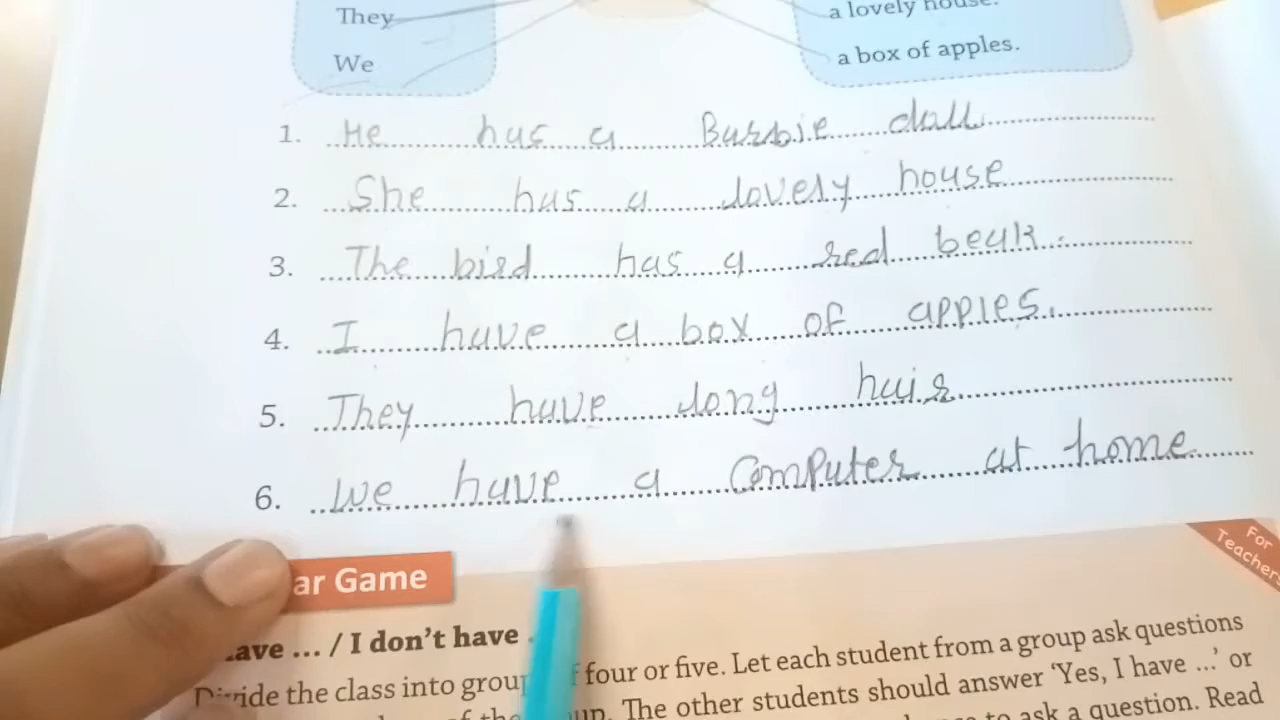 They
a lovely house.
We
a box of apples.
1. He has a Barbie doll
2. She has a lovely house
3. The bird has a red beak.
4. I have a box of apples.
5. They have long hair
6. We have a computer at home
For Teachers
ar Game
ave ... / I don't have
Divide the class into group f four or five. Let each student from a group ask questions
of the up. The other students should answer 'Yes, I have ...' or
to ask a question. Read